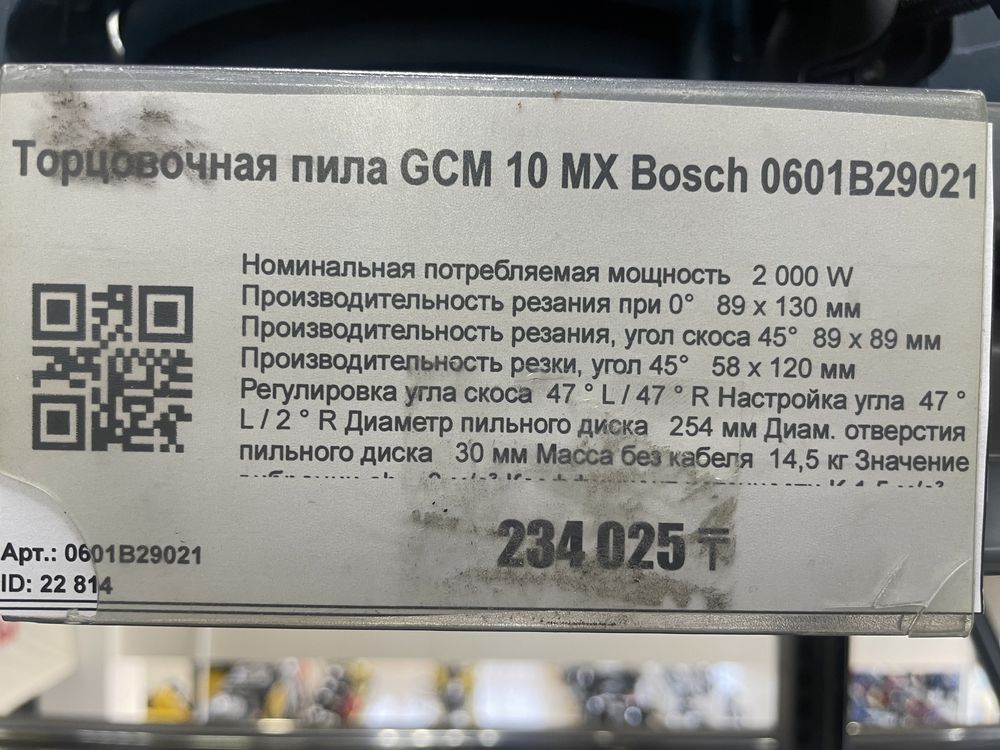 Торцовочная пила GCM 10 MX Bosch 0601B29021
Номинальная потребляемая мощность 2 000 W
Производительность резания при 0° 89 x 130 мм
Производительность резания, угол скоса 45° 89 x 89 мм
Производительность резки, угол 45° 58 x 120 мм
Регулировка угла скоса 47 ° L / 47 ° R Настройка угла 47 °
L / 2 ° R Диаметр пильного диска 254 мм Диам. отверстия
пильного диска 30 мм Масса без кабеля 14,5 кг Значение
234 025 ₸
Арт.: 0601B29021
ID: 22 814